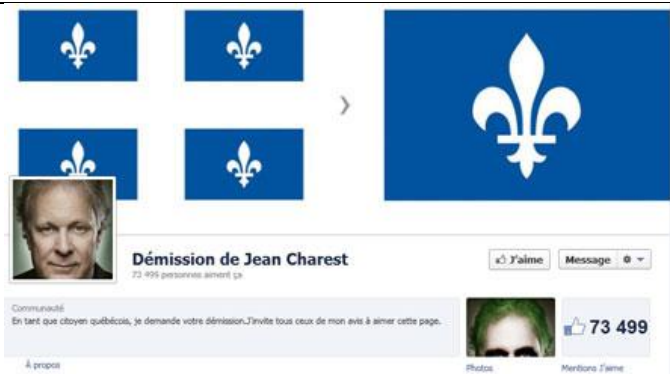 Démission de Jean Charest
73 499 personnes aiment ça
J'aime
Message
Communauté
En tant que citoyen québécois, je demande votre démission.J'invite tous ceux de mon avis à aimer cette page.
73 499
À propos
Photos
Mentions J'aime